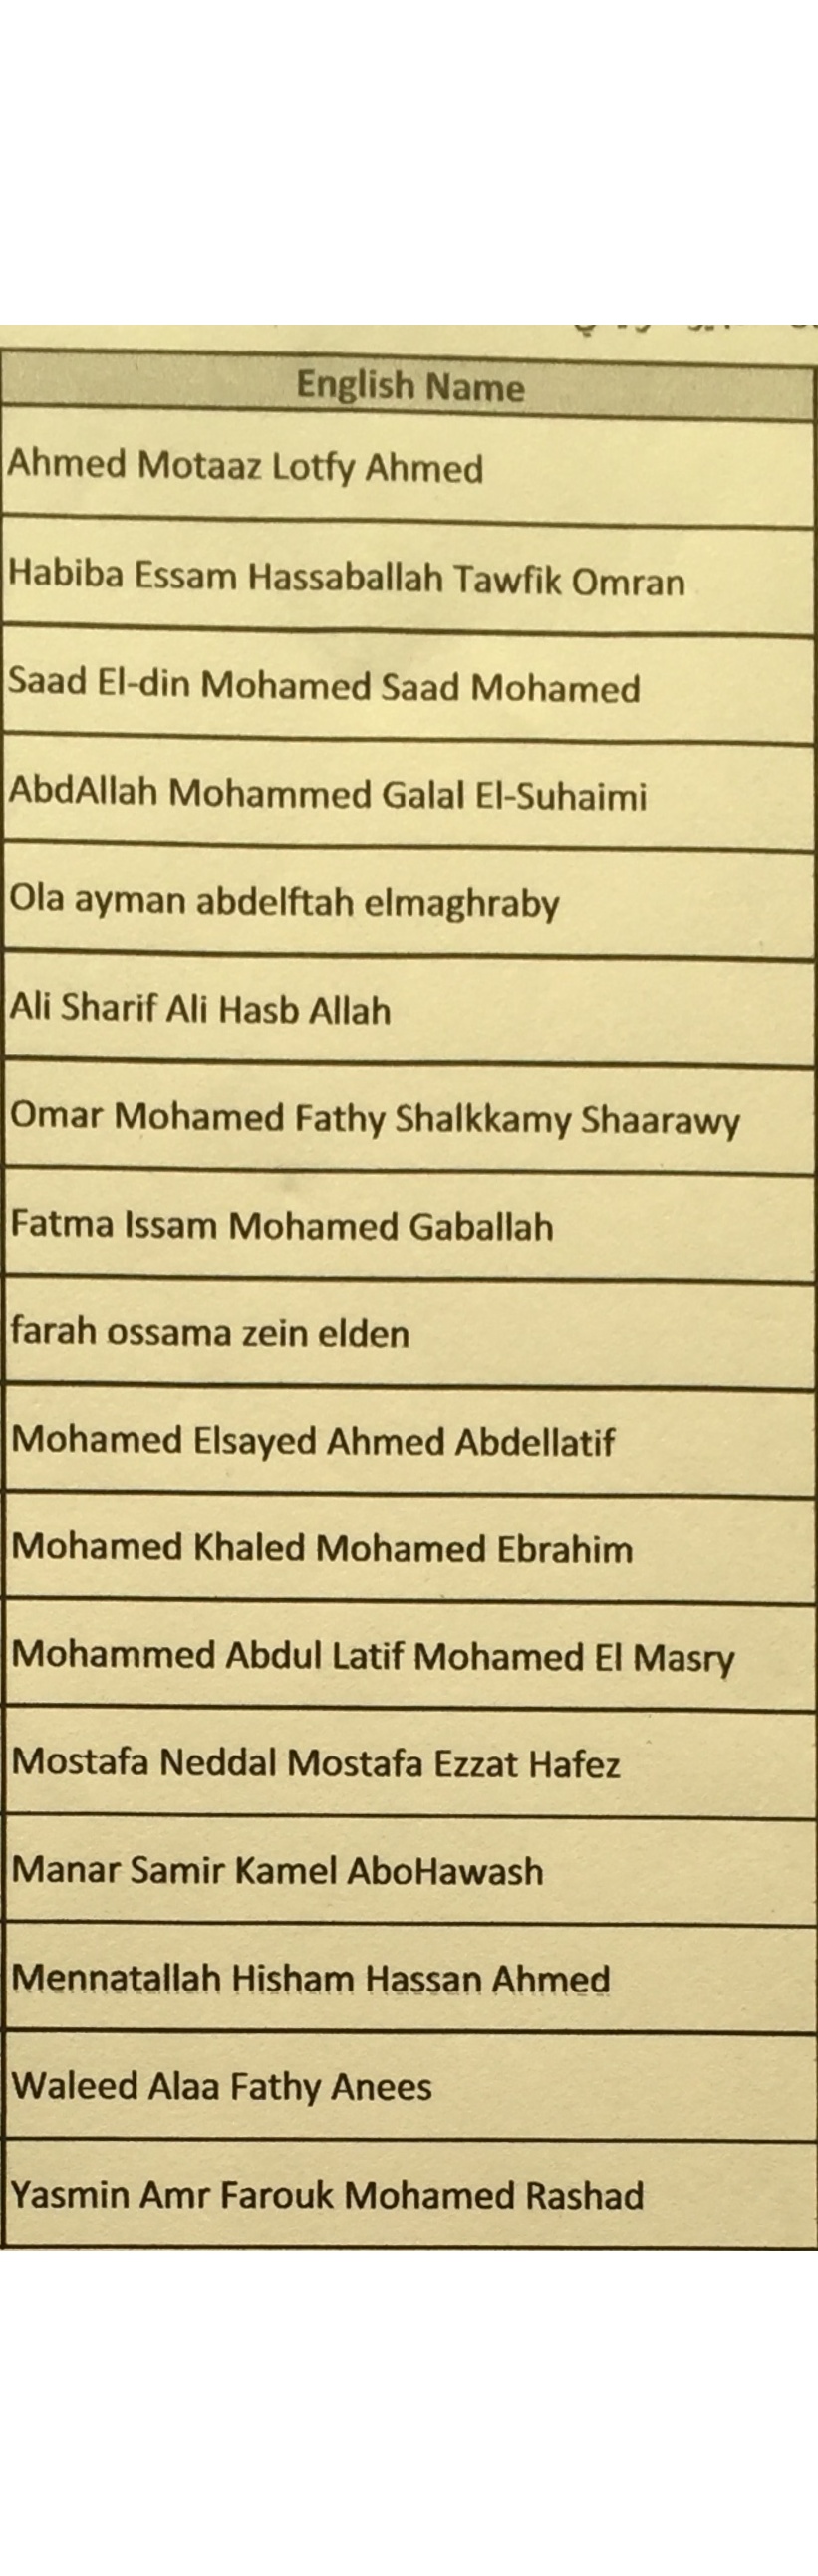 English Name
Ahmed Motaaz Lotfy Ahmed
Habiba Essam Hassaballah Tawfik Omran
Saad El-din Mohamed Saad Mohamed
AbdAllah Mohammed Galal El-Suhaimi
Ola ayman abdelftah elmaghraby
Ali Sharif Ali Hasb Allah
Omar Mohamed Fathy Shalkkamy Shaarawy
Fatma Issam Mohamed Gaballah
farah ossama zein elden
Mohamed Elsayed Ahmed Abdellatif
Mohamed Khaled Mohamed Ebrahim
Mohammed Abdul Latif Mohamed El Masry
Mostafa Neddal Mostafa Ezzat Hafez
Manar Samir Kamel AboHawash
Mennatallah Hisham Hassan Ahmed
Waleed Alaa Fathy Anees
Yasmin Amr Farouk Mohamed Rashad